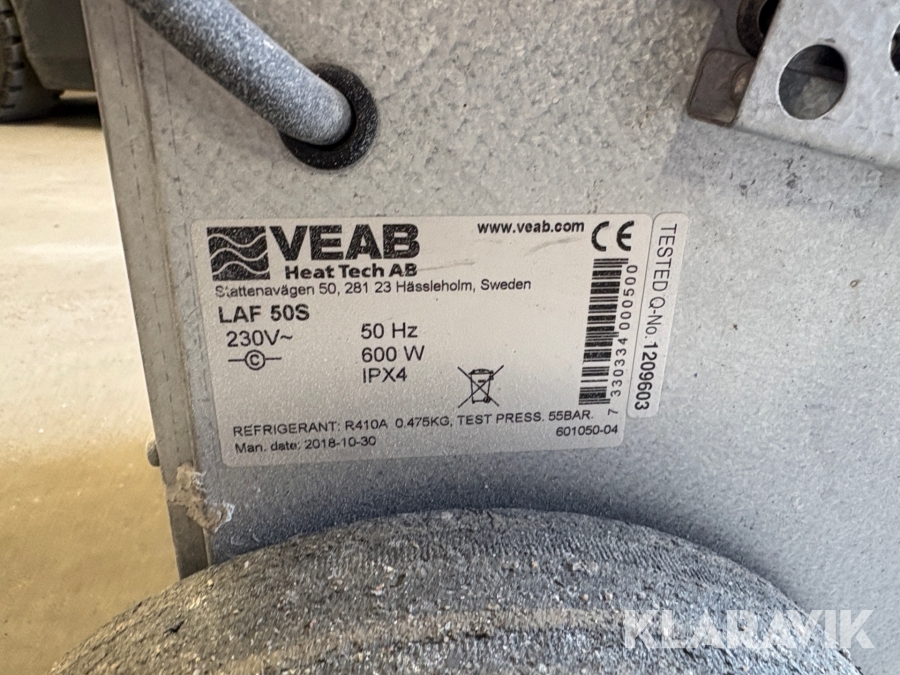 VEAB
Heat Tech AB
www.veab.com CE
Stattenavägen 50, 281 23 Hässleholm, Sweden
LAF 50S
230V~ 50 Hz
C 600 W
IPX4
REFRIGERANT: R410A 0.475KG, TEST PRESS. 55BAR.
Man. date: 2018-10-30
601050-04
7 330334 000500
TESTED Q-No. 1209603
KLARAVIK